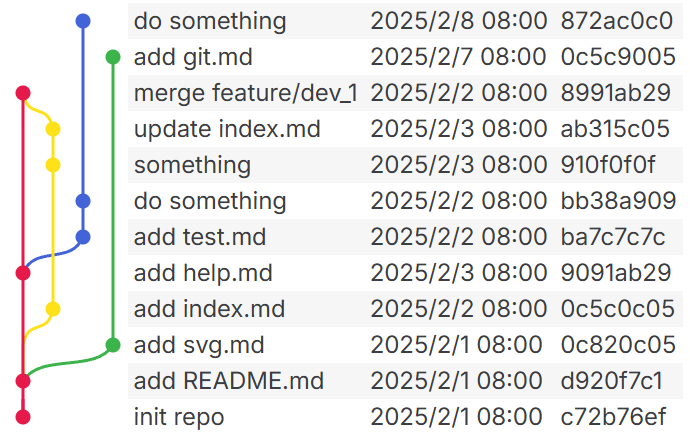 do something 2025/2/8 08:00 872ac0c0
add git.md 2025/2/7 08:00 0c5c9005
merge feature/dev_1 2025/2/2 08:00 8991ab29
update index.md 2025/2/3 08:00 ab315c05
something 2025/2/3 08:00 910f0f0f
do something 2025/2/2 08:00 bb38a909
add test.md 2025/2/2 08:00 ba7c7c7c
add help.md 2025/2/3 08:00 9091ab29
add index.md 2025/2/2 08:00 0c5c0c05
add svg.md 2025/2/1 08:00 0c820c05
add README.md 2025/2/1 08:00 d920f7c1
init repo 2025/2/1 08:00 c72b76ef